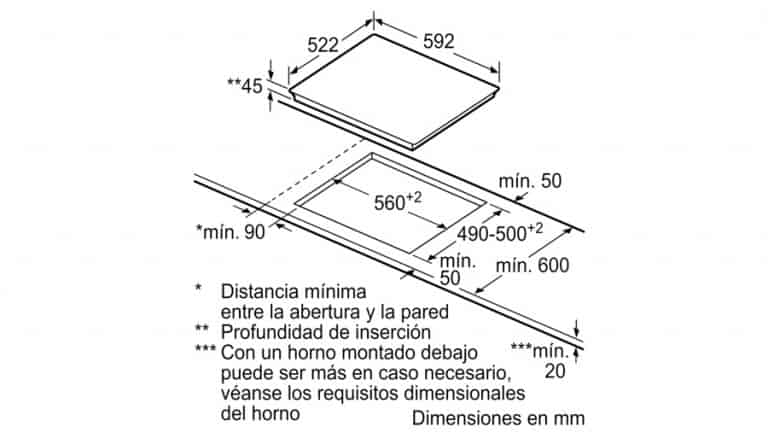 522
592
**45
mín. 50
560+2
*mín. 90
490-500+2
mín.
50
mín. 600
* Distancia mínima
entre la abertura y la pared
** Profundidad de inserción
*** Con un horno montado debajo
puede ser más en caso necesario,
véanse los requisitos dimensionales
del horno
***mín.
20
Dimensiones en mm